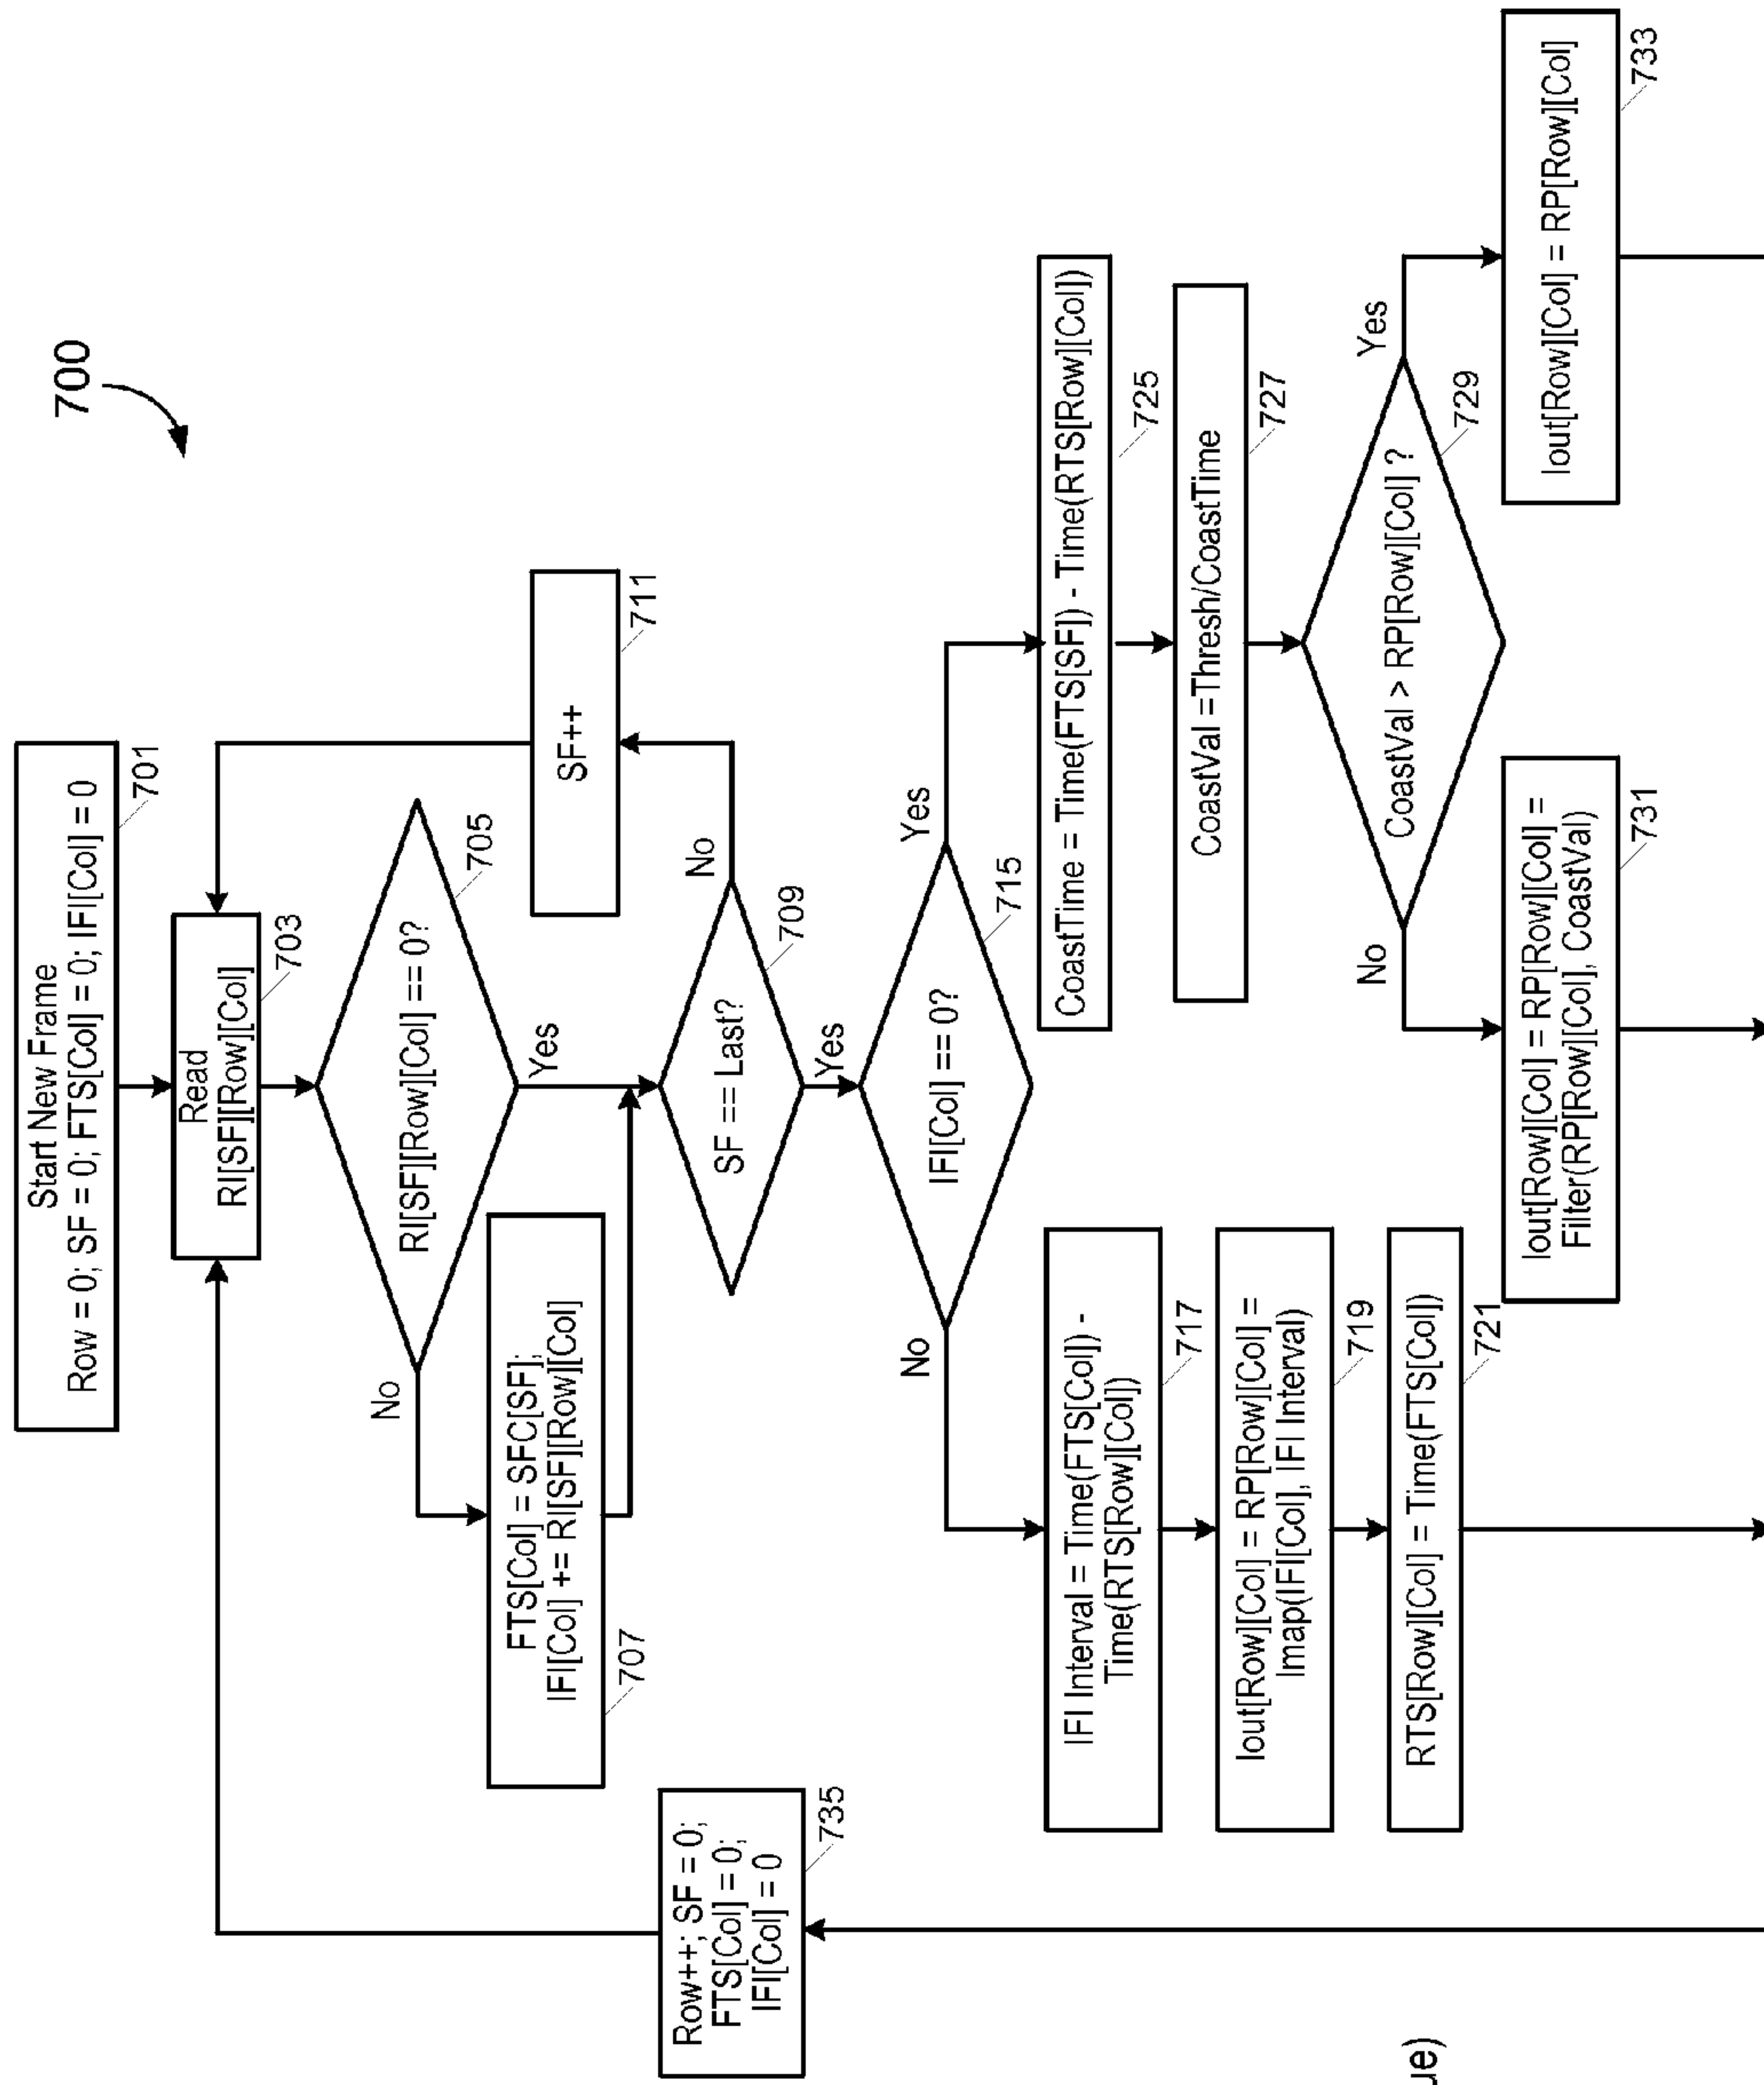 700
Start New Frame
Row = 0; SF = 0; FTS[Col] = 0; IFI[Col] = 0
701
Read
RI[SF][Row][Col]
703
RI[SF][Row][Col] == 0?
705
No
Yes
FTS[Col] = SFC[SF];
IFI[Col] += RI[SF][Row][Col]
707
SF == Last?
709
No
Yes
SF++
711
IFI[Col] == 0?
715
No
Yes
IFI Interval = Time(FTS[Col]) -
Time(RTS[Row][Col])
717
Iout[Row][Col] = RP[Row][Col] =
Imap(IFI[Col], IFI Interval)
719
RTS[Row][Col] = Time(FTS[Col])
721
CoastTime = Time(FTS[SF]) - Time(RTS[Row][Col])
725
CoastVal =Thresh/CoastTime
727
CoastVal > RP[Row][Col] ?
729
No
Yes
Iout[Row][Col] = RP[Row][Col] =
Filter(RP[Row][Col], CoastVal)
731
Iout[Row][Col] = RP[Row][Col]
733
Row++; SF = 0;
FTS[Col] = 0;
IFI[Col] = 0
735
ue)